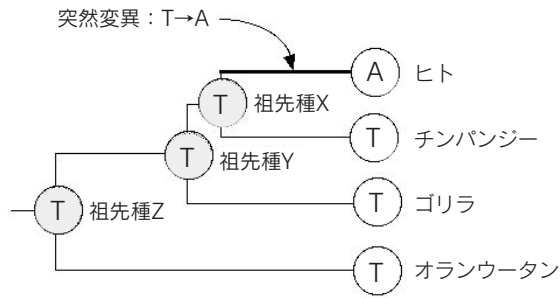 突然変異：T→A
A ヒト
T 祖先種X
T チンパンジー
T 祖先種Y
T ゴリラ
T 祖先種Z
T オランウータン